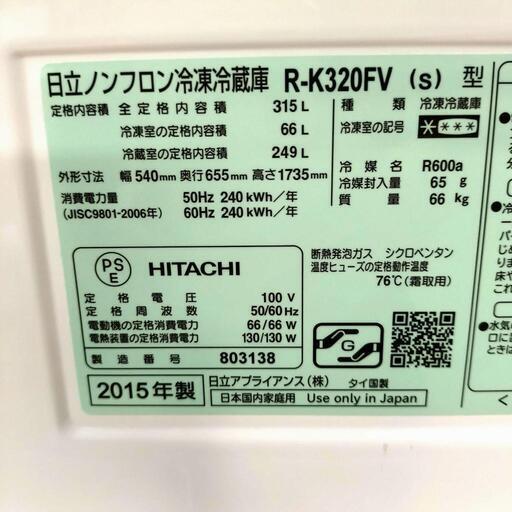 日立ノンフロン冷凍冷蔵庫 R-K320FV (S) 型
定格内容積 全定格内容積 315 L
冷凍室の定格内容積 66 L
冷蔵室の定格内容積 249 L
外形寸法 幅 540mm 奥行 655mm 高さ 1735mm
消費電力量 50Hz 240 kWh/年
(JISC9801-2006年) 60Hz 240 kWh/年
種類 冷凍冷蔵庫
冷凍室の記号
冷媒名 R600a
冷媒封入量 65 g
質量 66 kg
PS
E
HITACHI
定格電圧 100 V
定格周波数 50/60 Hz
電動機の定格消費電力 66/66 W
電熱装置の定格消費電力 130/130 W
製造番号 803138
断熱発泡ガス シクロペンタン
温度ヒューズの定格動作温度
76℃(霜取用)
G
2015年製
日立アプライアンス(株) タイ国製
日本国内家庭用 Use only in Japan